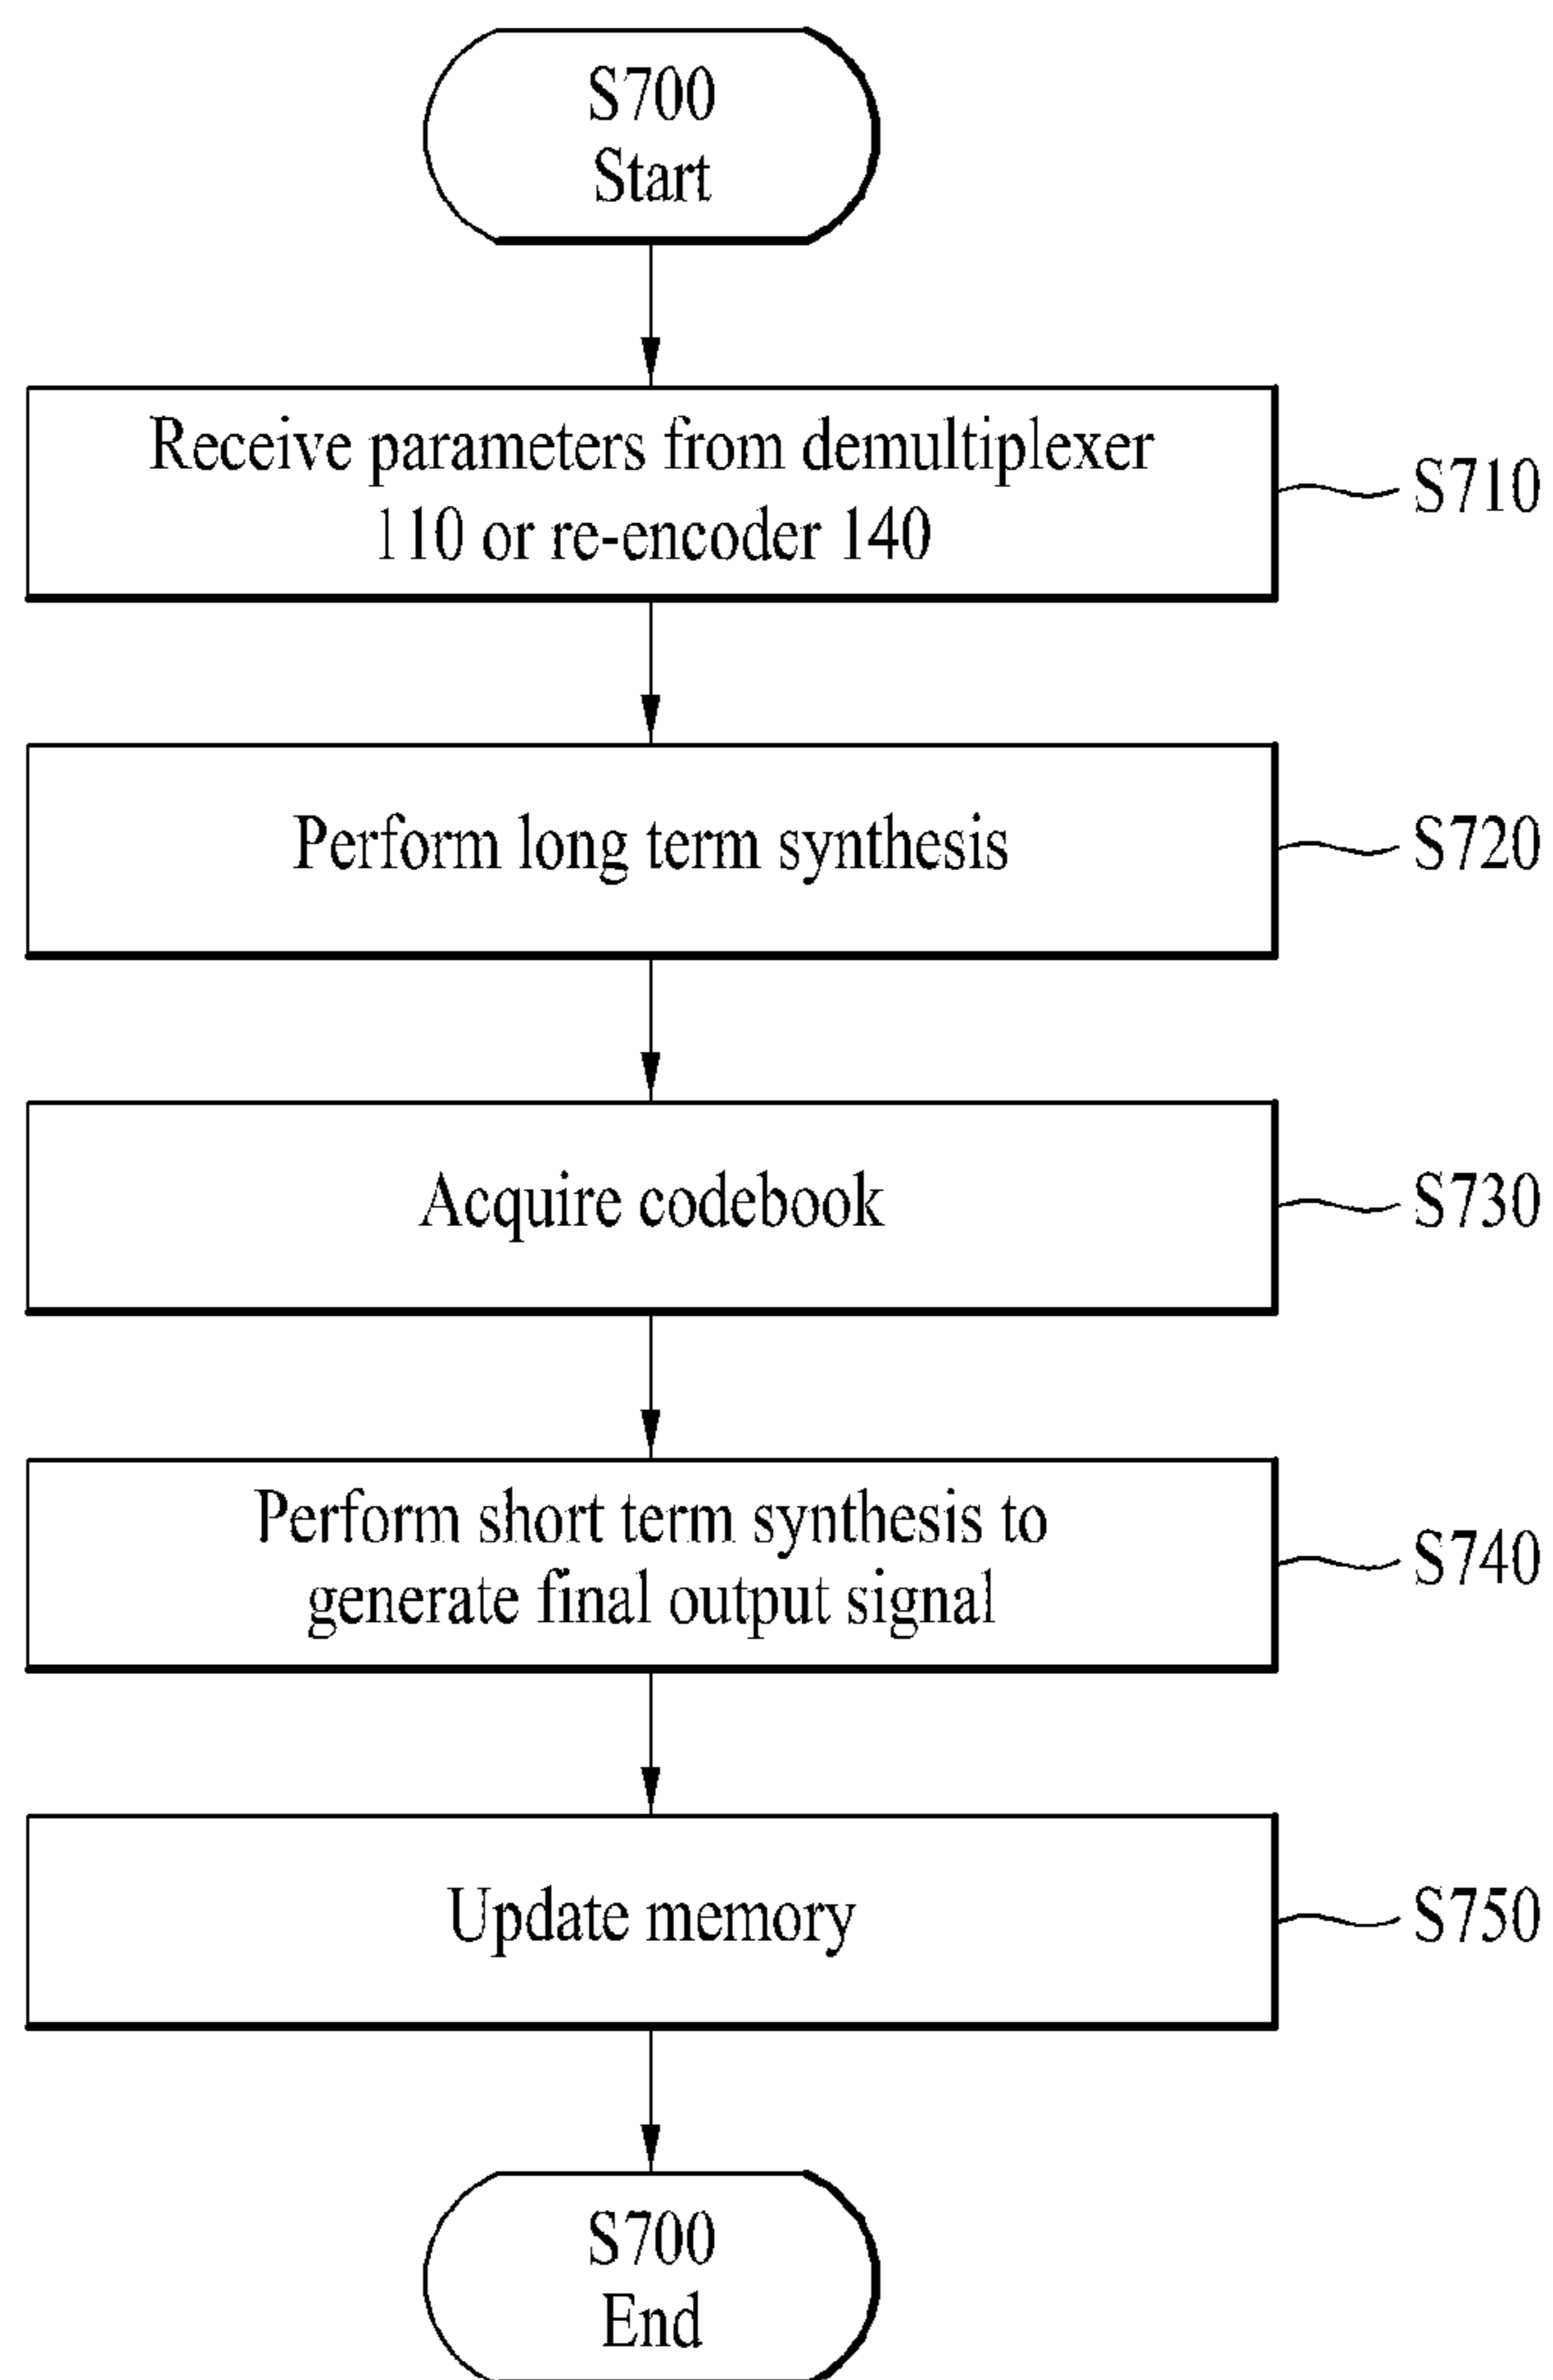 S700
Start
Receive parameters from demultiplexer
110 or re-encoder 140
S710
Perform long term synthesis
S720
Acquire codebook
S730
Perform short term synthesis to
generate final output signal
S740
Update memory
S750
S700
End